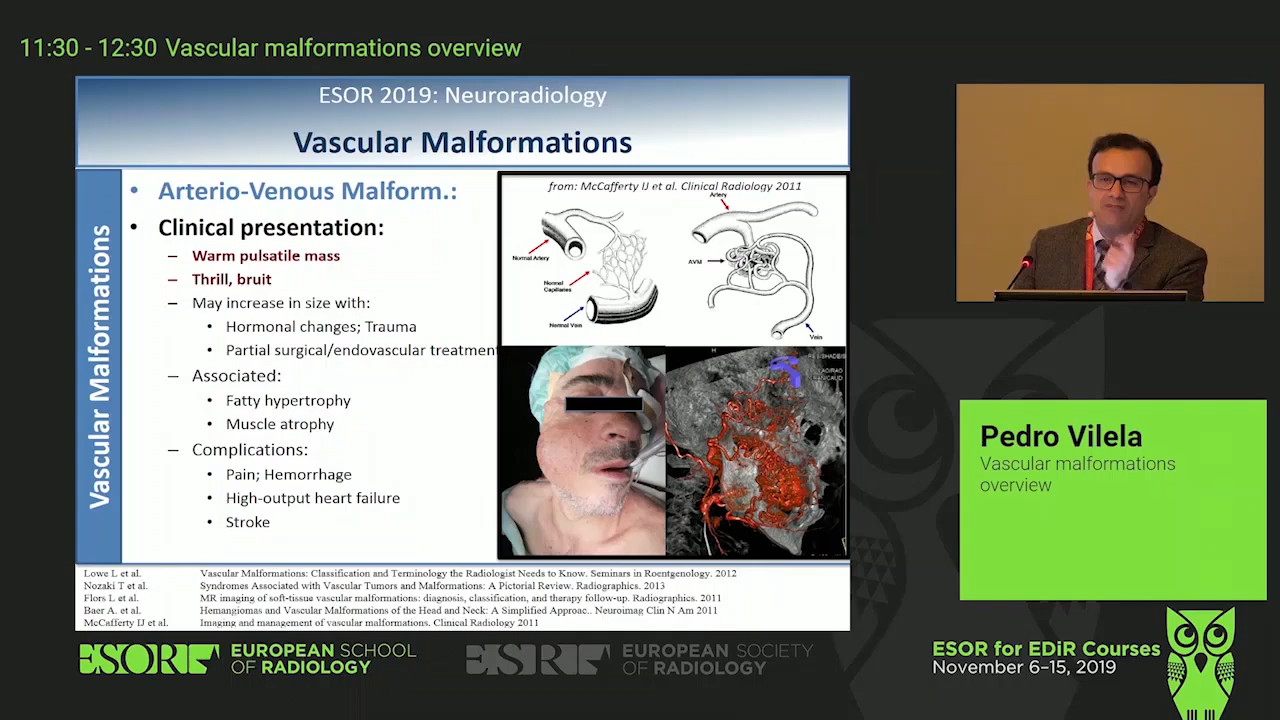 11:30 - 12:30 Vascular malformations overview
ESOR 2019: Neuroradiology
Vascular Malformations
Vascular Malformations
• Arterio-Venous Malform.:
• Clinical presentation:
– Warm pulsatile mass
– Thrill, bruit
– May increase in size with:
• Hormonal changes; Trauma
• Partial surgical/endovascular treatment
– Associated:
• Fatty hypertrophy
• Muscle atrophy
– Complications:
• Pain; Hemorrhage
• High-output heart failure
• Stroke
from: McCafferty IJ et al. Clinical Radiology 2011
Artery
Normal Artery
Normal
Capillaries
Normal Vein
AVM
Vein
H
Lowe L et al. Vascular Malformations: Classification and Terminology the Radiologist Needs to Know. Seminars in Roentgenology. 2012
Nozaki T et al. Syndromes Associated with Vascular Tumors and Malformations: A Pictorial Review. Radiographics. 2013
Flors L et al. MR imaging of soft-tissue vascular malformations: diagnosis, classification, and therapy follow-up. Radiographics. 2011
Baer A. et al. Hemangiomas and Vascular Malformations of the Head and Neck: A Simplified Approac.. Neuroimag Clin N Am 2011
McCafferty IJ et al. Imaging and management of vascular malformations. Clinical Radiology 2011
Pedro Vilela
Vascular malformations
overview
ESOR EUROPEAN SCHOOL
OF RADIOLOGY
ESR EUROPEAN SOCIETY
OF RADIOLOGY
ESOR for EDiR Courses
November 6–15, 2019